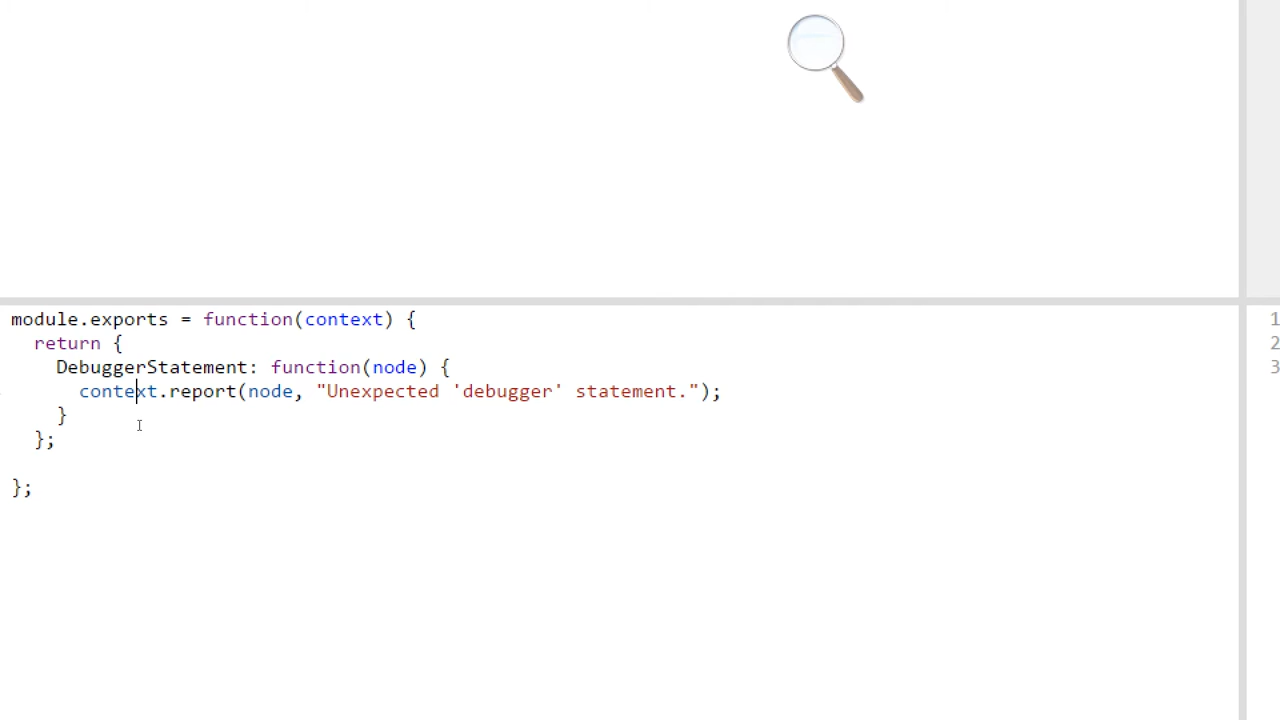 module.exports = function(context) {
  return {
    DebuggerStatement: function(node) {
      context.report(node, "Unexpected 'debugger' statement.");
    }
  };

};
1
2
3